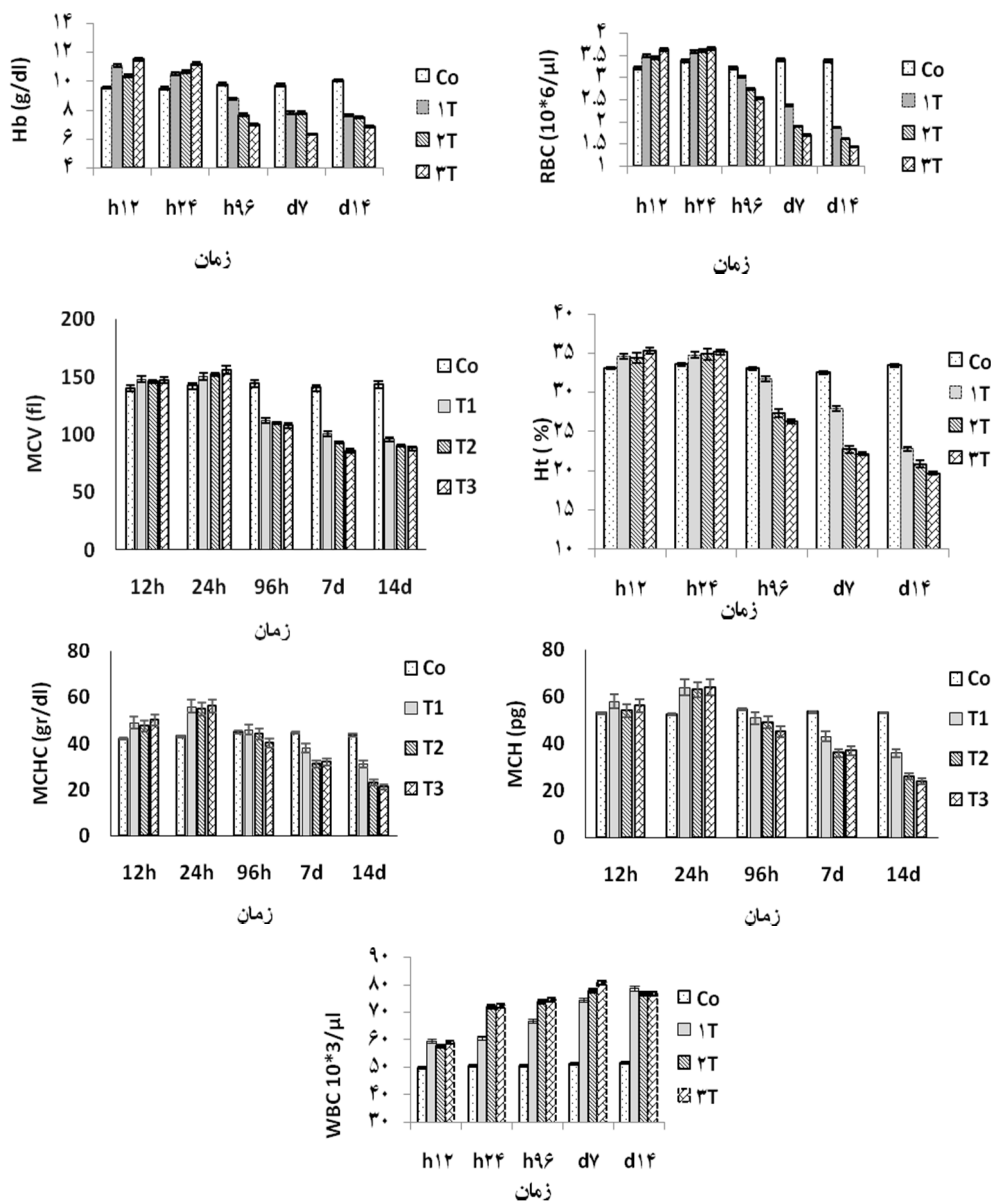 Hb (g/dl)
۱۴
۱۲
۱۰
۸
۶
۴
h۱۲ h۲۴ h۹۶ d۷ d۱۴
زمان
Co
۱T
۲T
۳T
RBC (10*6/µl)
۴
۳.۵
۳
۲.۵
۲
۱.۵
۱
h۱۲ h۲۴ h۹۶ d۷ d۱۴
زمان
Co
۱T
۲T
۳T
MCV (fl)
200
150
100
50
0
12h 24h 96h 7d 14d
زمان
Co
T1
T2
T3
Ht (%)
۴۰
۳۵
۳۰
۲۵
۲۰
۱۵
۱۰
h۱۲ h۲۴ h۹۶ d۷ d۱۴
زمان
Co
۱T
۲T
۳T
MCHC (gr/dl)
80
60
40
20
0
12h 24h 96h 7d 14d
زمان
Co
T1
T2
T3
MCH (pg)
80
60
40
20
0
12h 24h 96h 7d 14d
زمان
Co
T1
T2
T3
WBC 10*3/µl
۹۰
۸۰
۷۰
۶۰
۵۰
۴۰
۳۰
h۱۲ h۲۴ h۹۶ d۷ d۱۴
زمان
Co
۱T
۲T
۳T